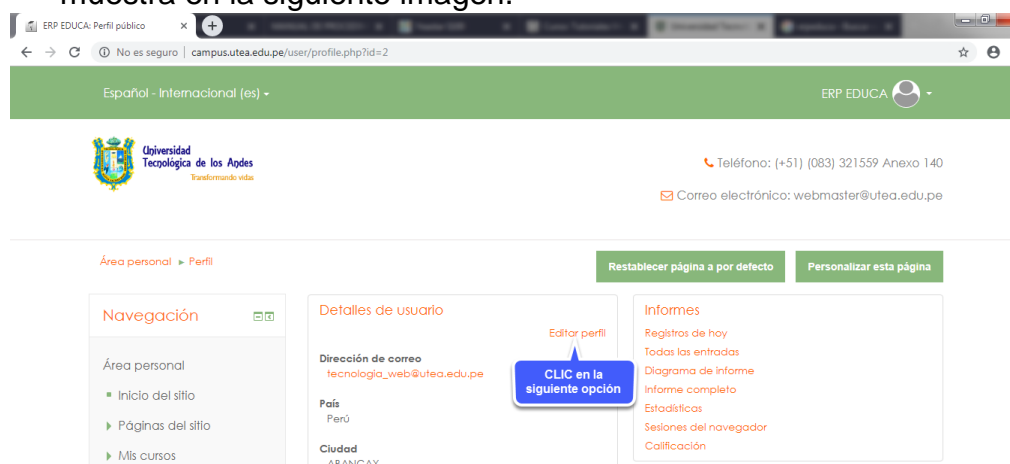 muestra en la siguiente imagen.
ERP EDUCA: Perfil público
No es seguro | campus.utea.edu.pe/user/profile.php?id=2
Español - Internacional (es)
ERP EDUCA
Universidad
Tecnológica de los Andes
Transformando vidas
Teléfono: (+51) (083) 321559 Anexo 140
Correo electrónico: webmaster@utea.edu.pe
Área personal ► Perfil
Restablecer página a por defecto
Personalizar esta página
Navegación
Área personal
Inicio del sitio
Páginas del sitio
Mis cursos
Detalles de usuario
Editar perfil
Dirección de correo
tecnologia_web@utea.edu.pe
CLIC en la
siguiente opción
País
Perú
Ciudad
ABANCAY
Informes
Registros de hoy
Todas las entradas
Diagrama de informe
Informe completo
Estadísticas
Sesiones del navegador
Calificación